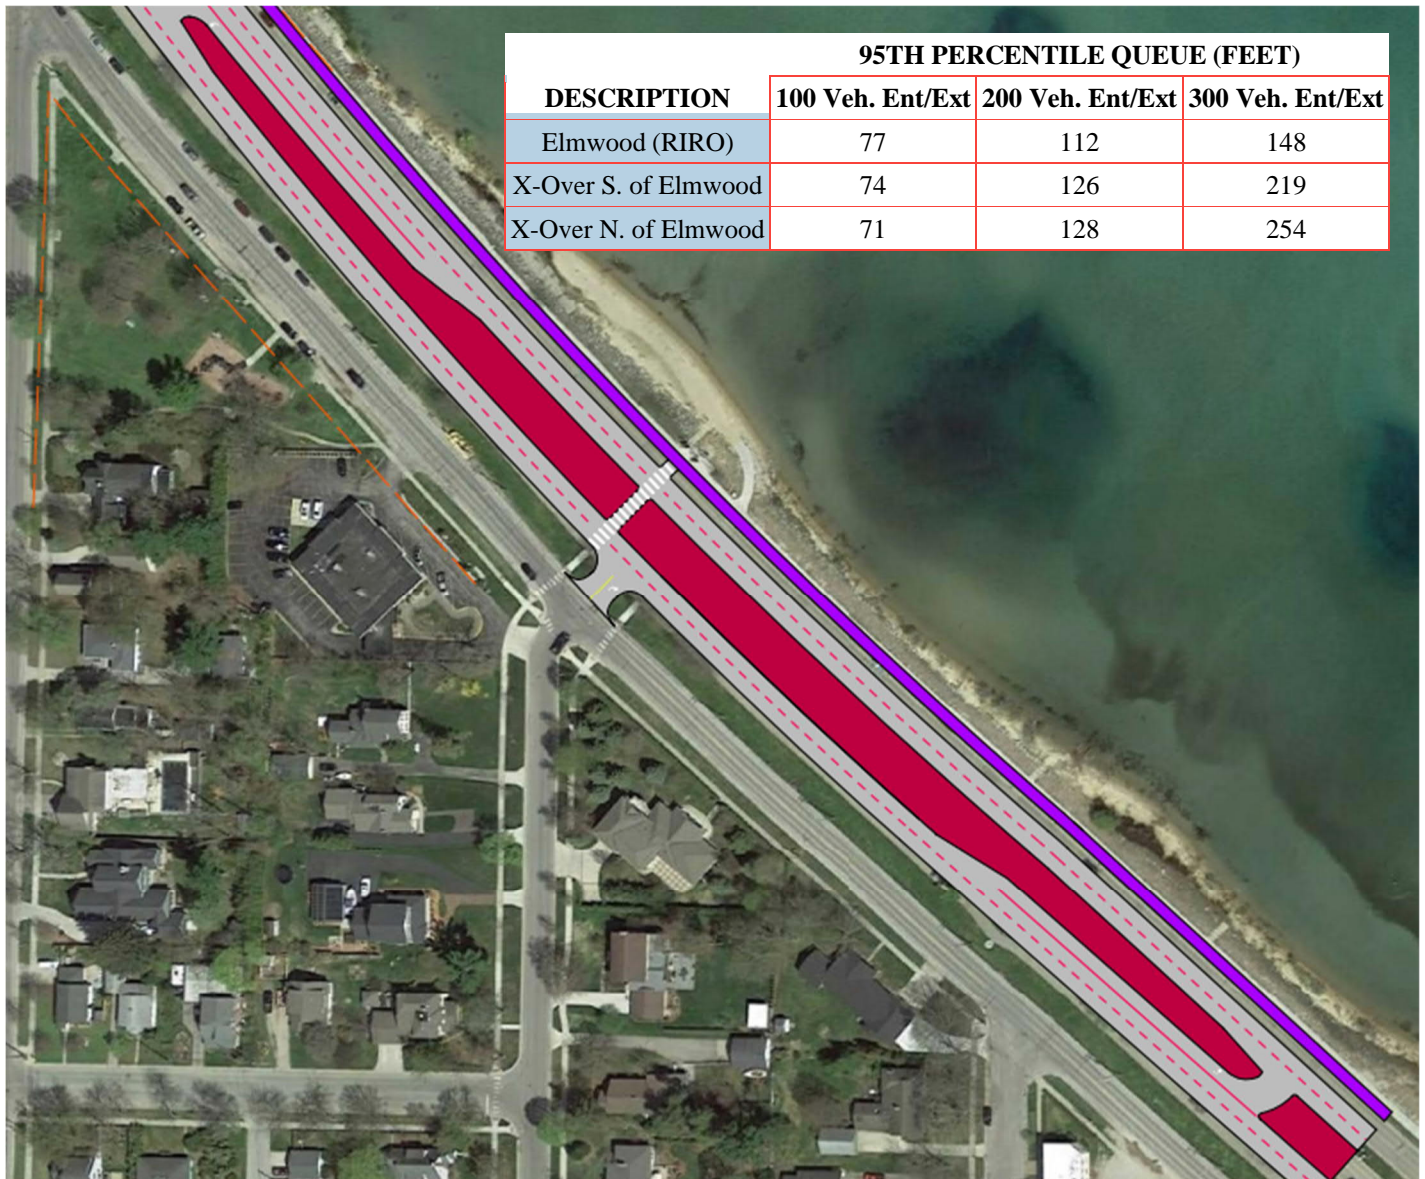 95TH PERCENTILE QUEUE (FEET)
DESCRIPTION 100 Veh. Ent/Ext 200 Veh. Ent/Ext 300 Veh. Ent/Ext
Elmwood (RIRO) 77 112 148
X-Over S. of Elmwood 74 126 219
X-Over N. of Elmwood 71 128 254